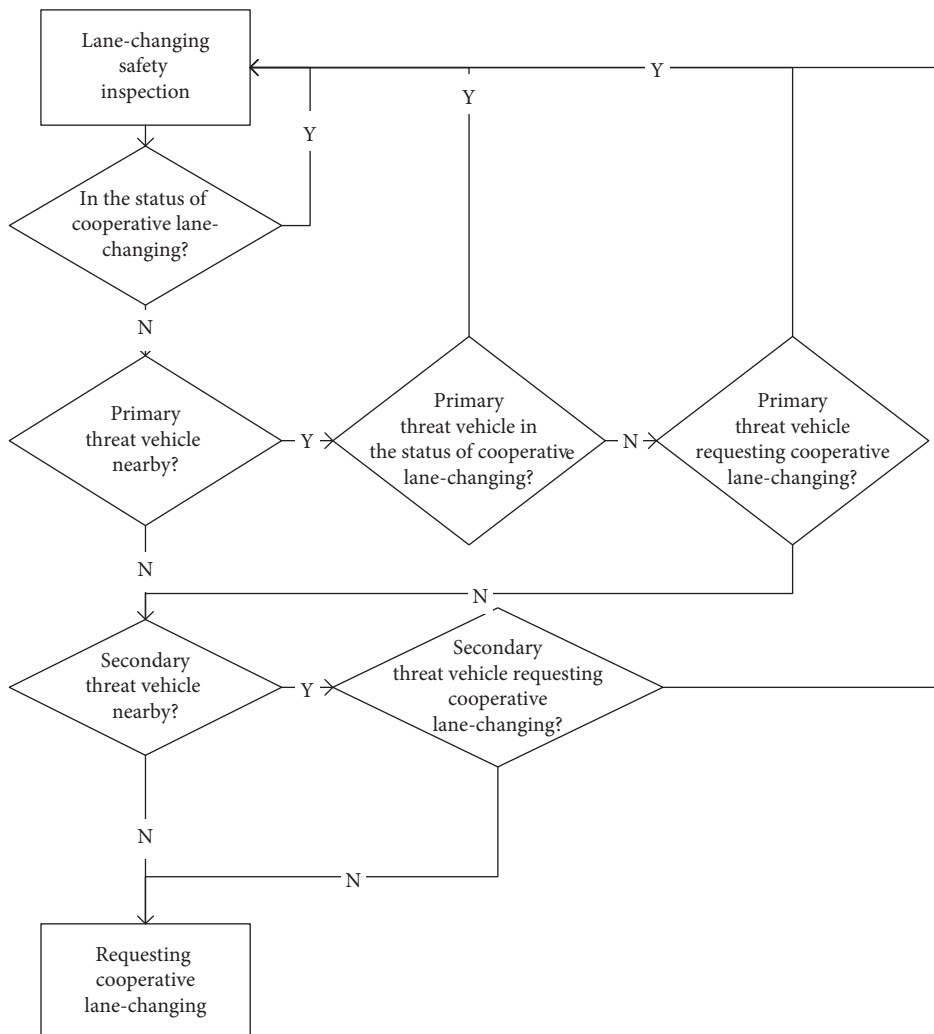 Lane-changing
safety
inspection
Y
Y
Y
In the status of
cooperative lane-
changing?
N
Primary
threat vehicle
nearby?
Y
Primary
threat vehicle in
the status of cooperative
lane-changing?
N
Primary
threat vehicle
requesting cooperative
lane-changing?
N
N
Secondary
threat vehicle
nearby?
Y
Secondary
threat vehicle requesting
cooperative
lane-changing?
N
N
Requesting
cooperative
lane-changing